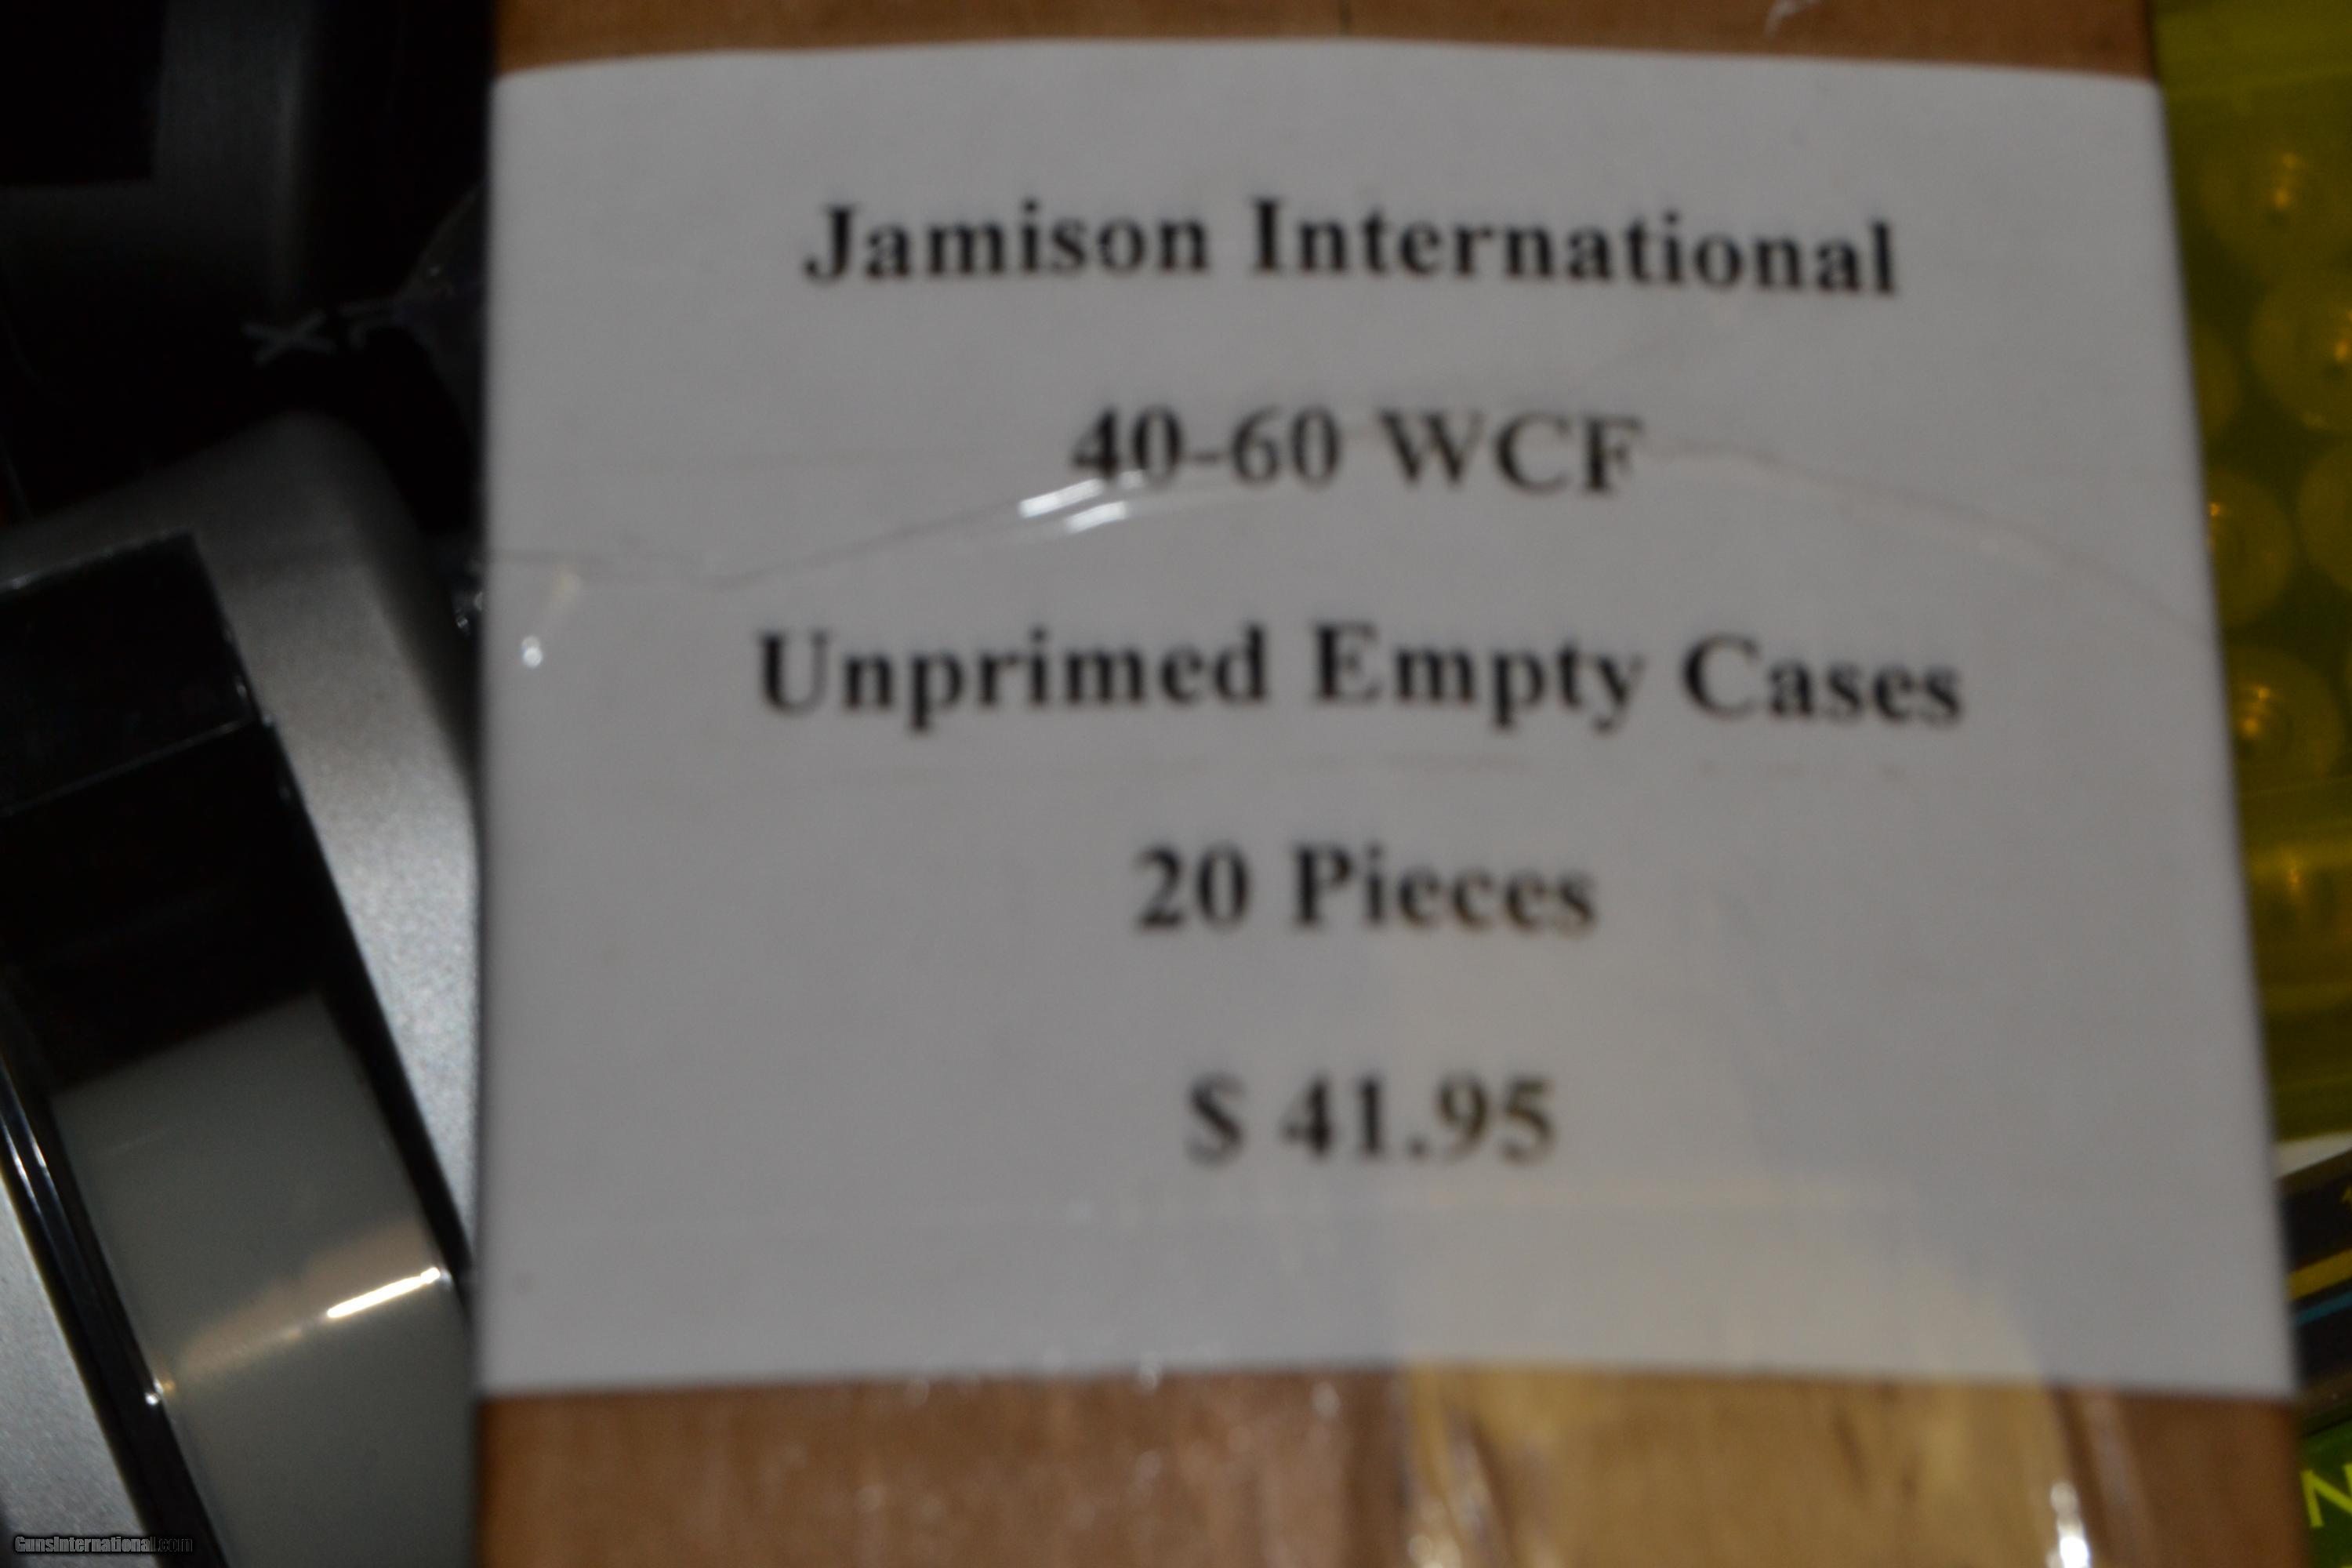 Jamison International
40-60 WCF
Unprimed Empty Cases
20 Pieces
$ 41.95
GunsInternational.com